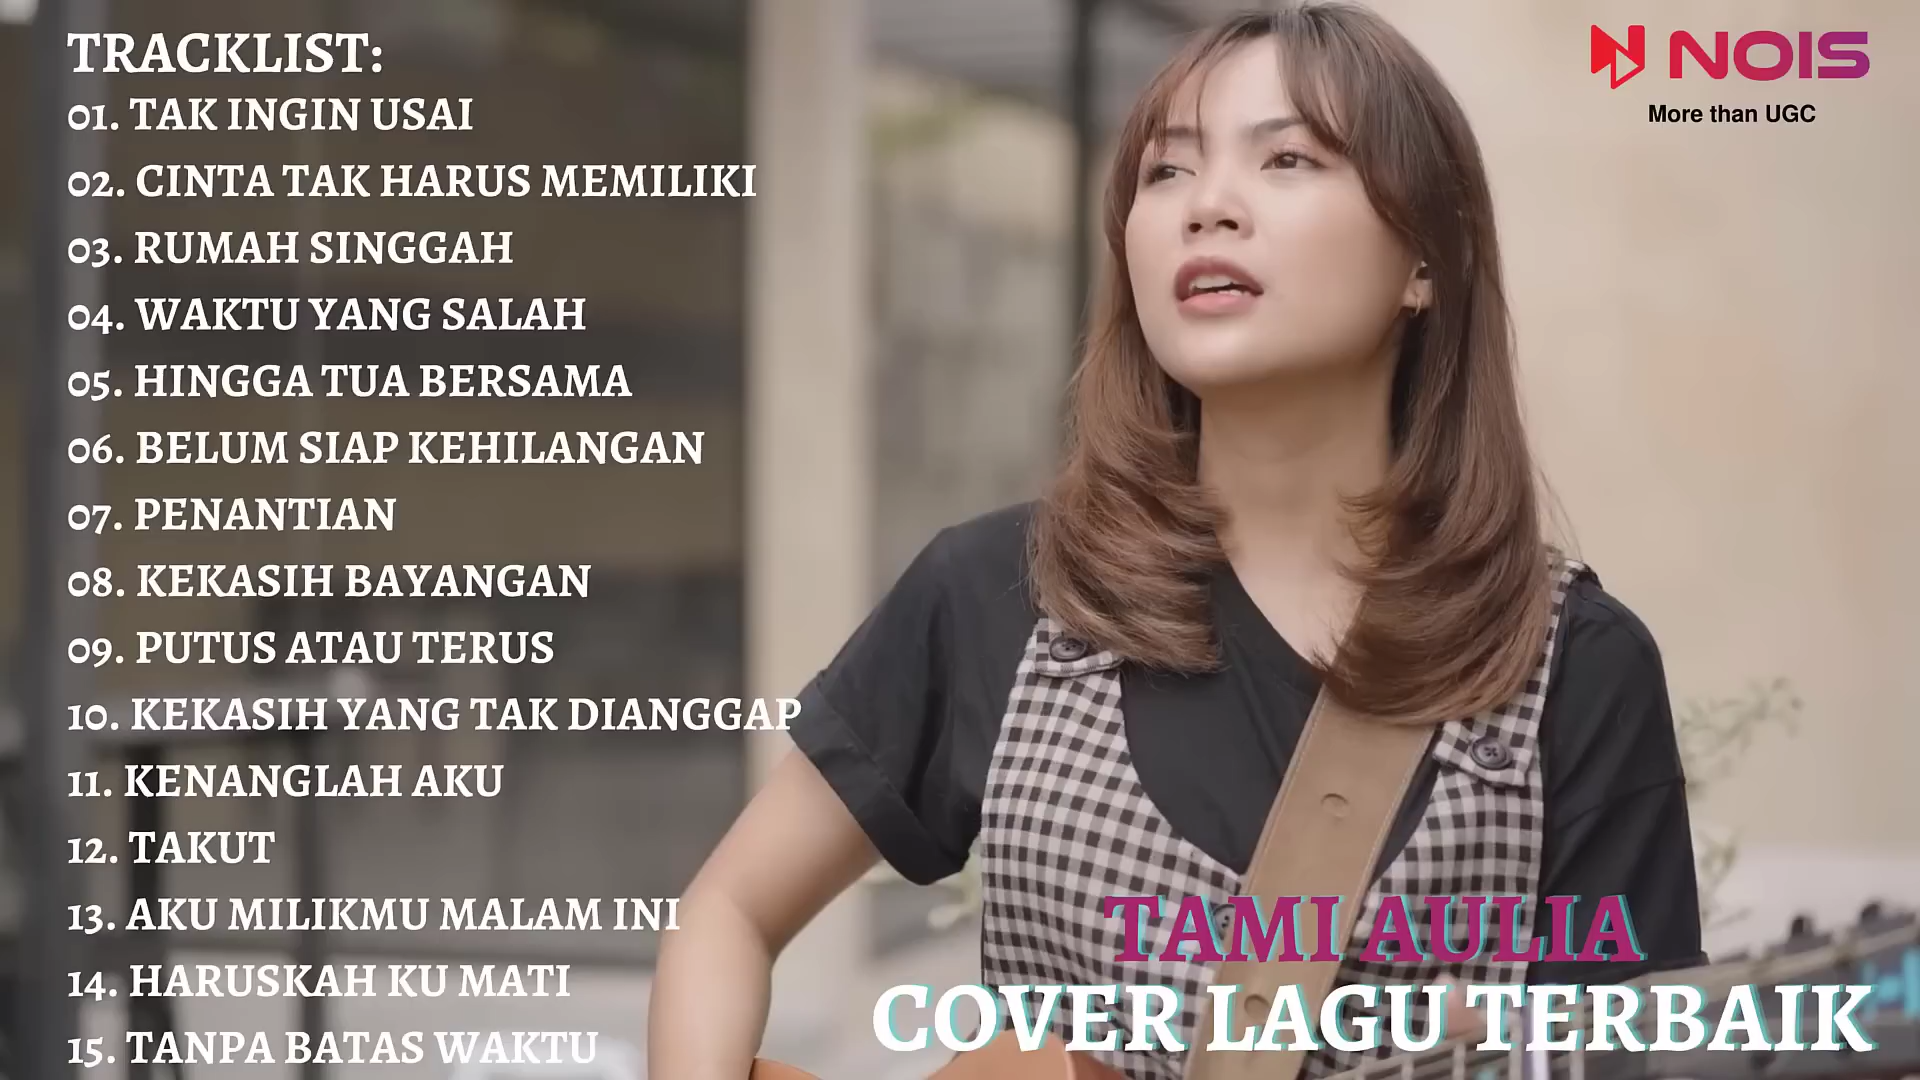 TRACKLIST:
01. TAK INGIN USAI
02. CINTA TAK HARUS MEMILIKI
03. RUMAH SINGGAH
04. WAKTU YANG SALAH
05. HINGGA TUA BERSAMA
06. BELUM SIAP KEHILANGAN
07. PENANTIAN
08. KEKASIH BAYANGAN
09. PUTUS ATAU TERUS
10. KEKASIH YANG TAK DIANGGAP
11. KENANGLAH AKU
12. TAKUT
13. AKU MILIKMU MALAM INI
14. HARUSKAH KU MATI
15. TANPA BATAS WAKTU
NOIS
More than UGC
TAMI AULIA
COVER LAGU TERBAIK